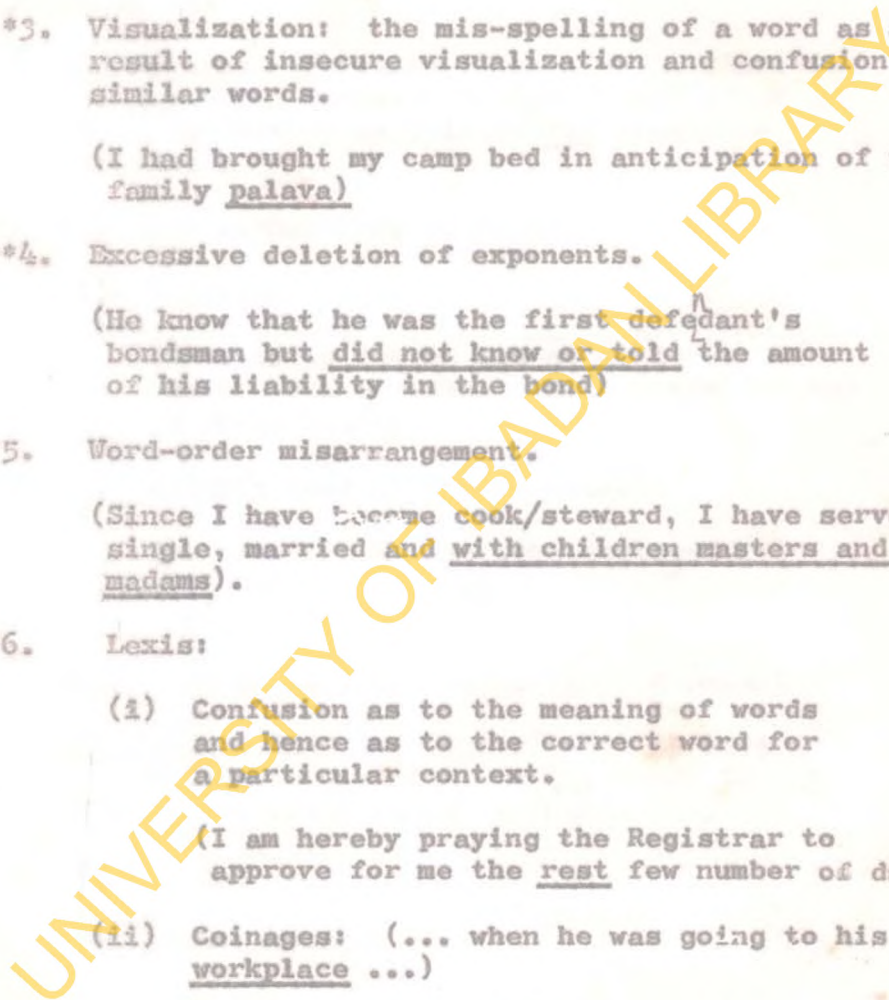 *3. Visualization: the mis-spelling of a word as
result of insecure visualization and confusion
similar words.
(I had brought my camp bed in anticipation of
family palava)
*4. Excessive deletion of exponents.
(He know that he was the first defendant's
bondsman but did not know or told the amount
of his liability in the bond)
5. Word-order misarrangement.
(Since I have become cook/steward, I have serv
single, married and with children masters and
madams).
6. Lexis:
(i) Confusion as to the meaning of words
and hence as to the correct word for
a particular context.
(I am hereby praying the Registrar to
approve for me the rest few number of d
(ii) Coinages: (... when he was going to his
workplace ...)
UNIVERSITY OF IBADAN LIBRARY